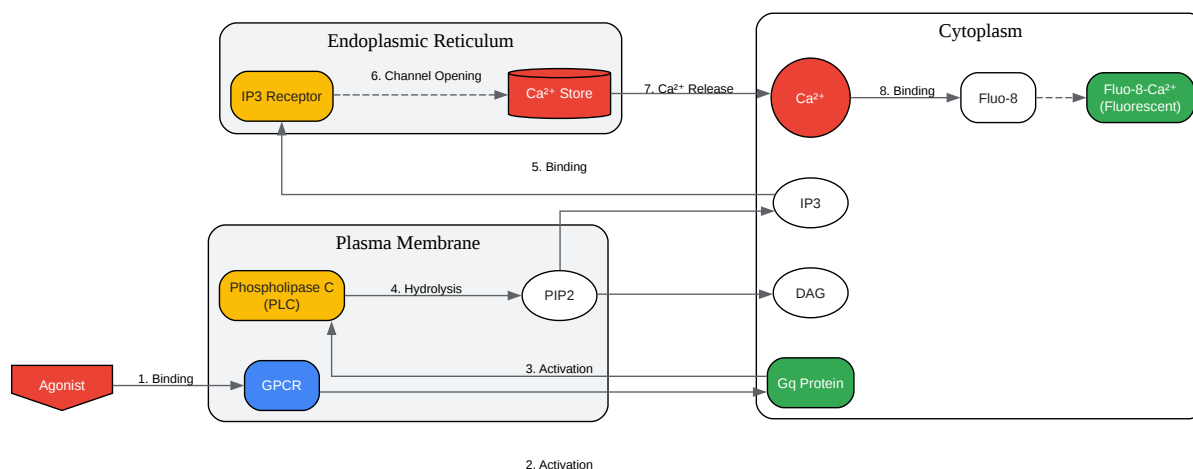 Endoplasmic Reticulum
Cytoplasm
6. Channel Opening
IP3 Receptor
Ca²⁺ Store
7. Ca²⁺ Release
Ca²⁺
8. Binding
Fluo-8
Fluo-8-Ca²⁺
(Fluorescent)
5. Binding
IP3
Plasma Membrane
Phospholipase C
(PLC)
4. Hydrolysis
PIP2
DAG
Agonist
1. Binding
GPCR
3. Activation
Gq Protein
2. Activation